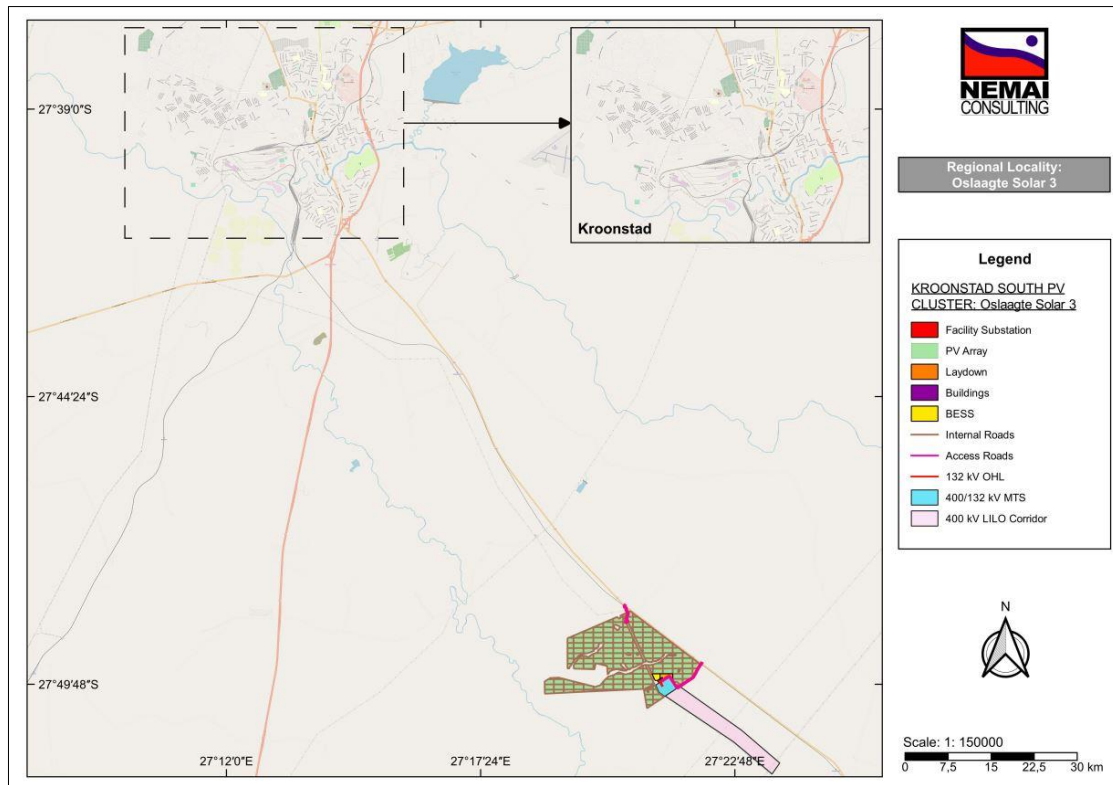 27°39′0″S
27°44′24″S
27°49′48″S
27°12′0″E
27°17′24″E
27°22′48″E
Kroonstad
NEMAI
CONSULTING
Regional Locality:
Oslaagte Solar 3
Legend
KROONSTAD SOUTH PV
CLUSTER: Oslaagte Solar 3
Facility Substation
PV Array
Laydown
Buildings
BESS
Internal Roads
Access Roads
132 kV OHL
400/132 kV MTS
400 kV LILO Corridor
N
Scale: 1: 150000
0 7,5 15 22,5 30 km